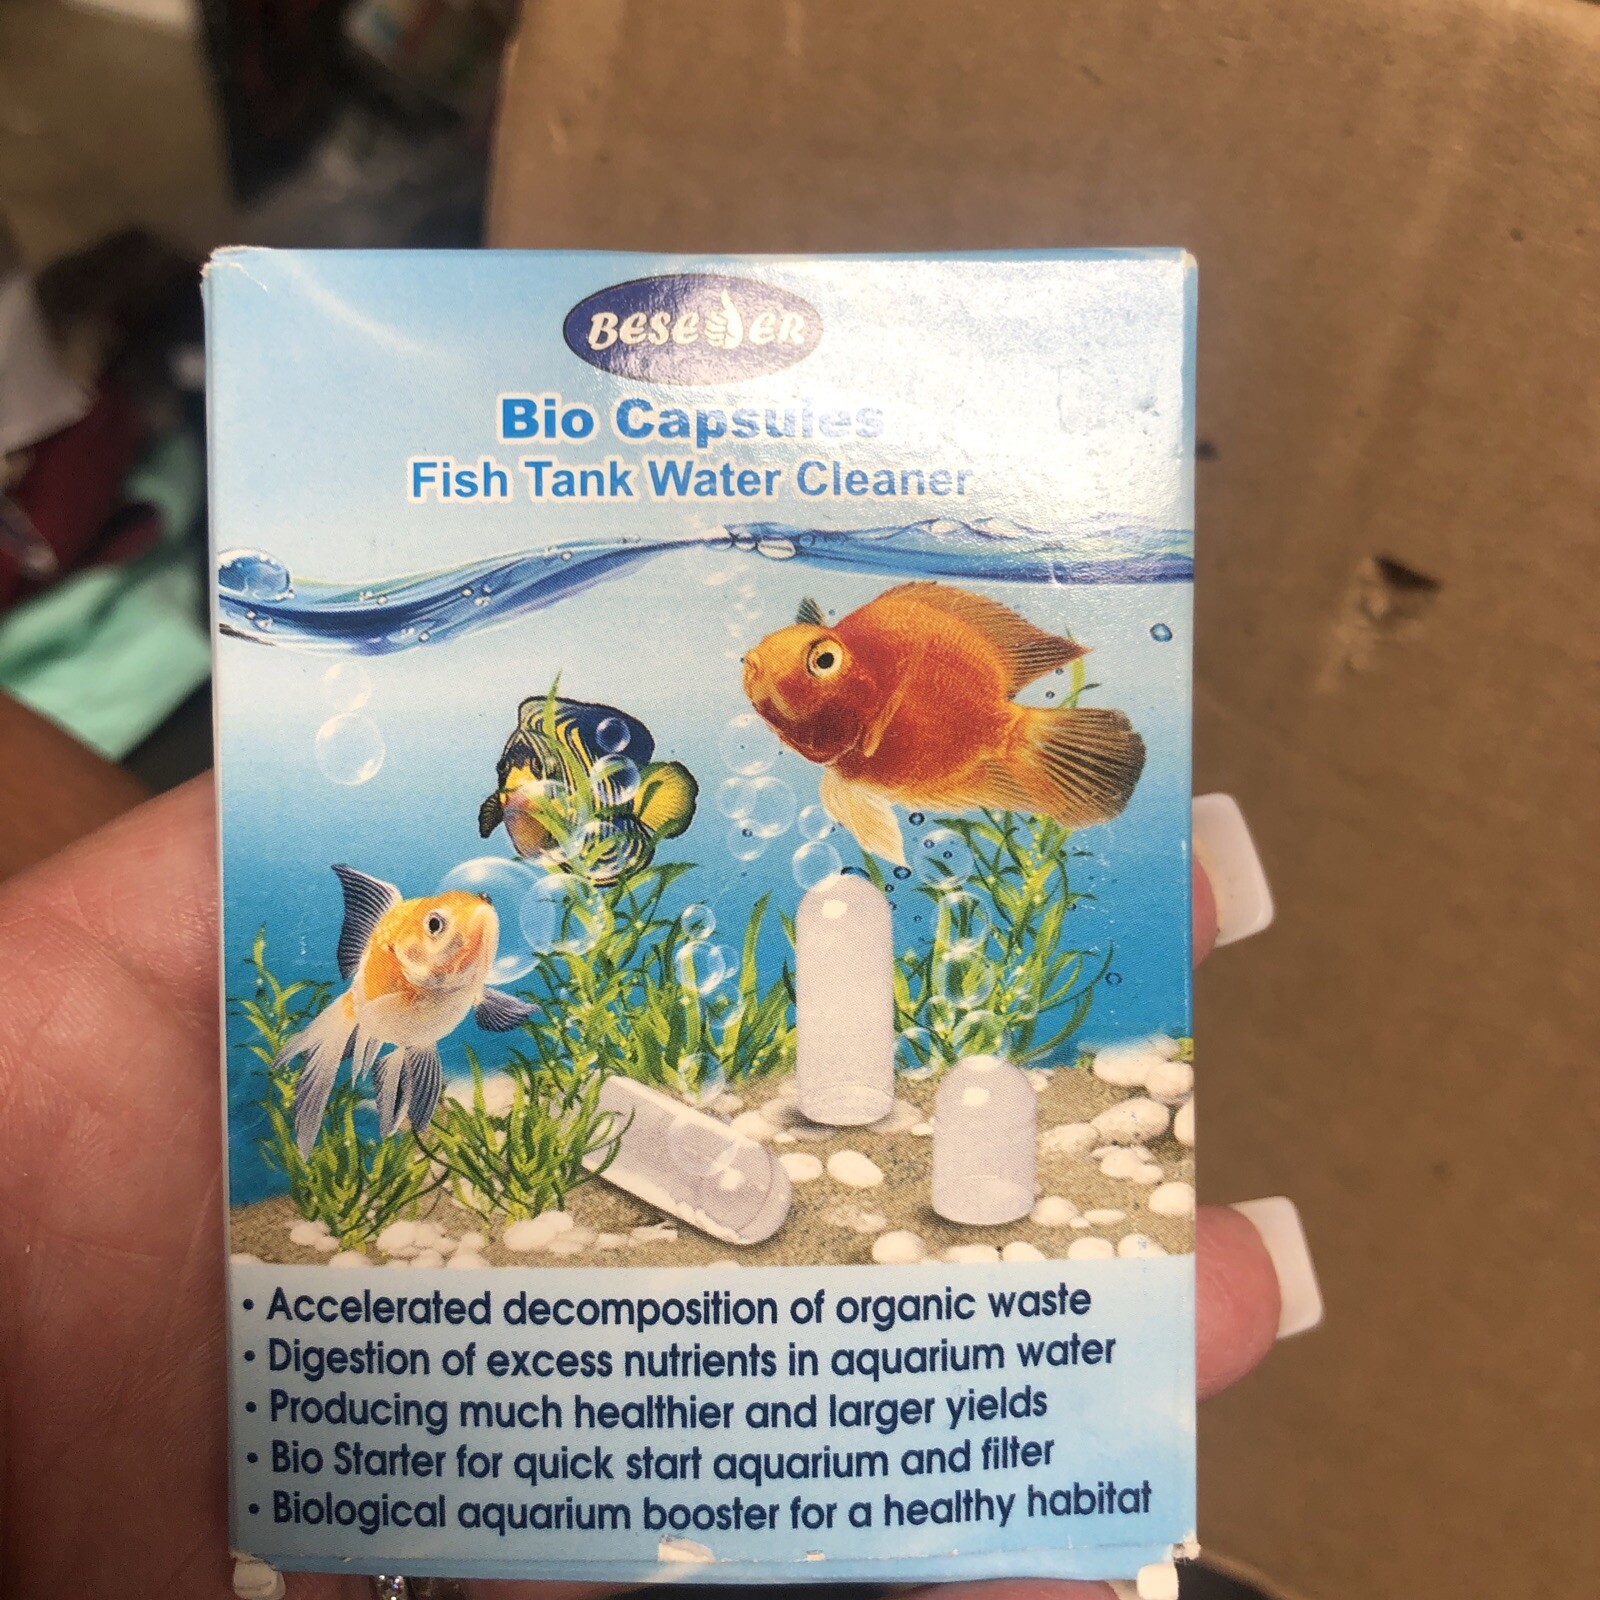 BESE ER
Bio Capsules
Fish Tank Water Cleaner
• Accelerated decomposition of organic waste
• Digestion of excess nutrients in aquarium water
• Producing much healthier and larger yields
• Bio Starter for quick start aquarium and filter
• Biological aquarium booster for a healthy habitat